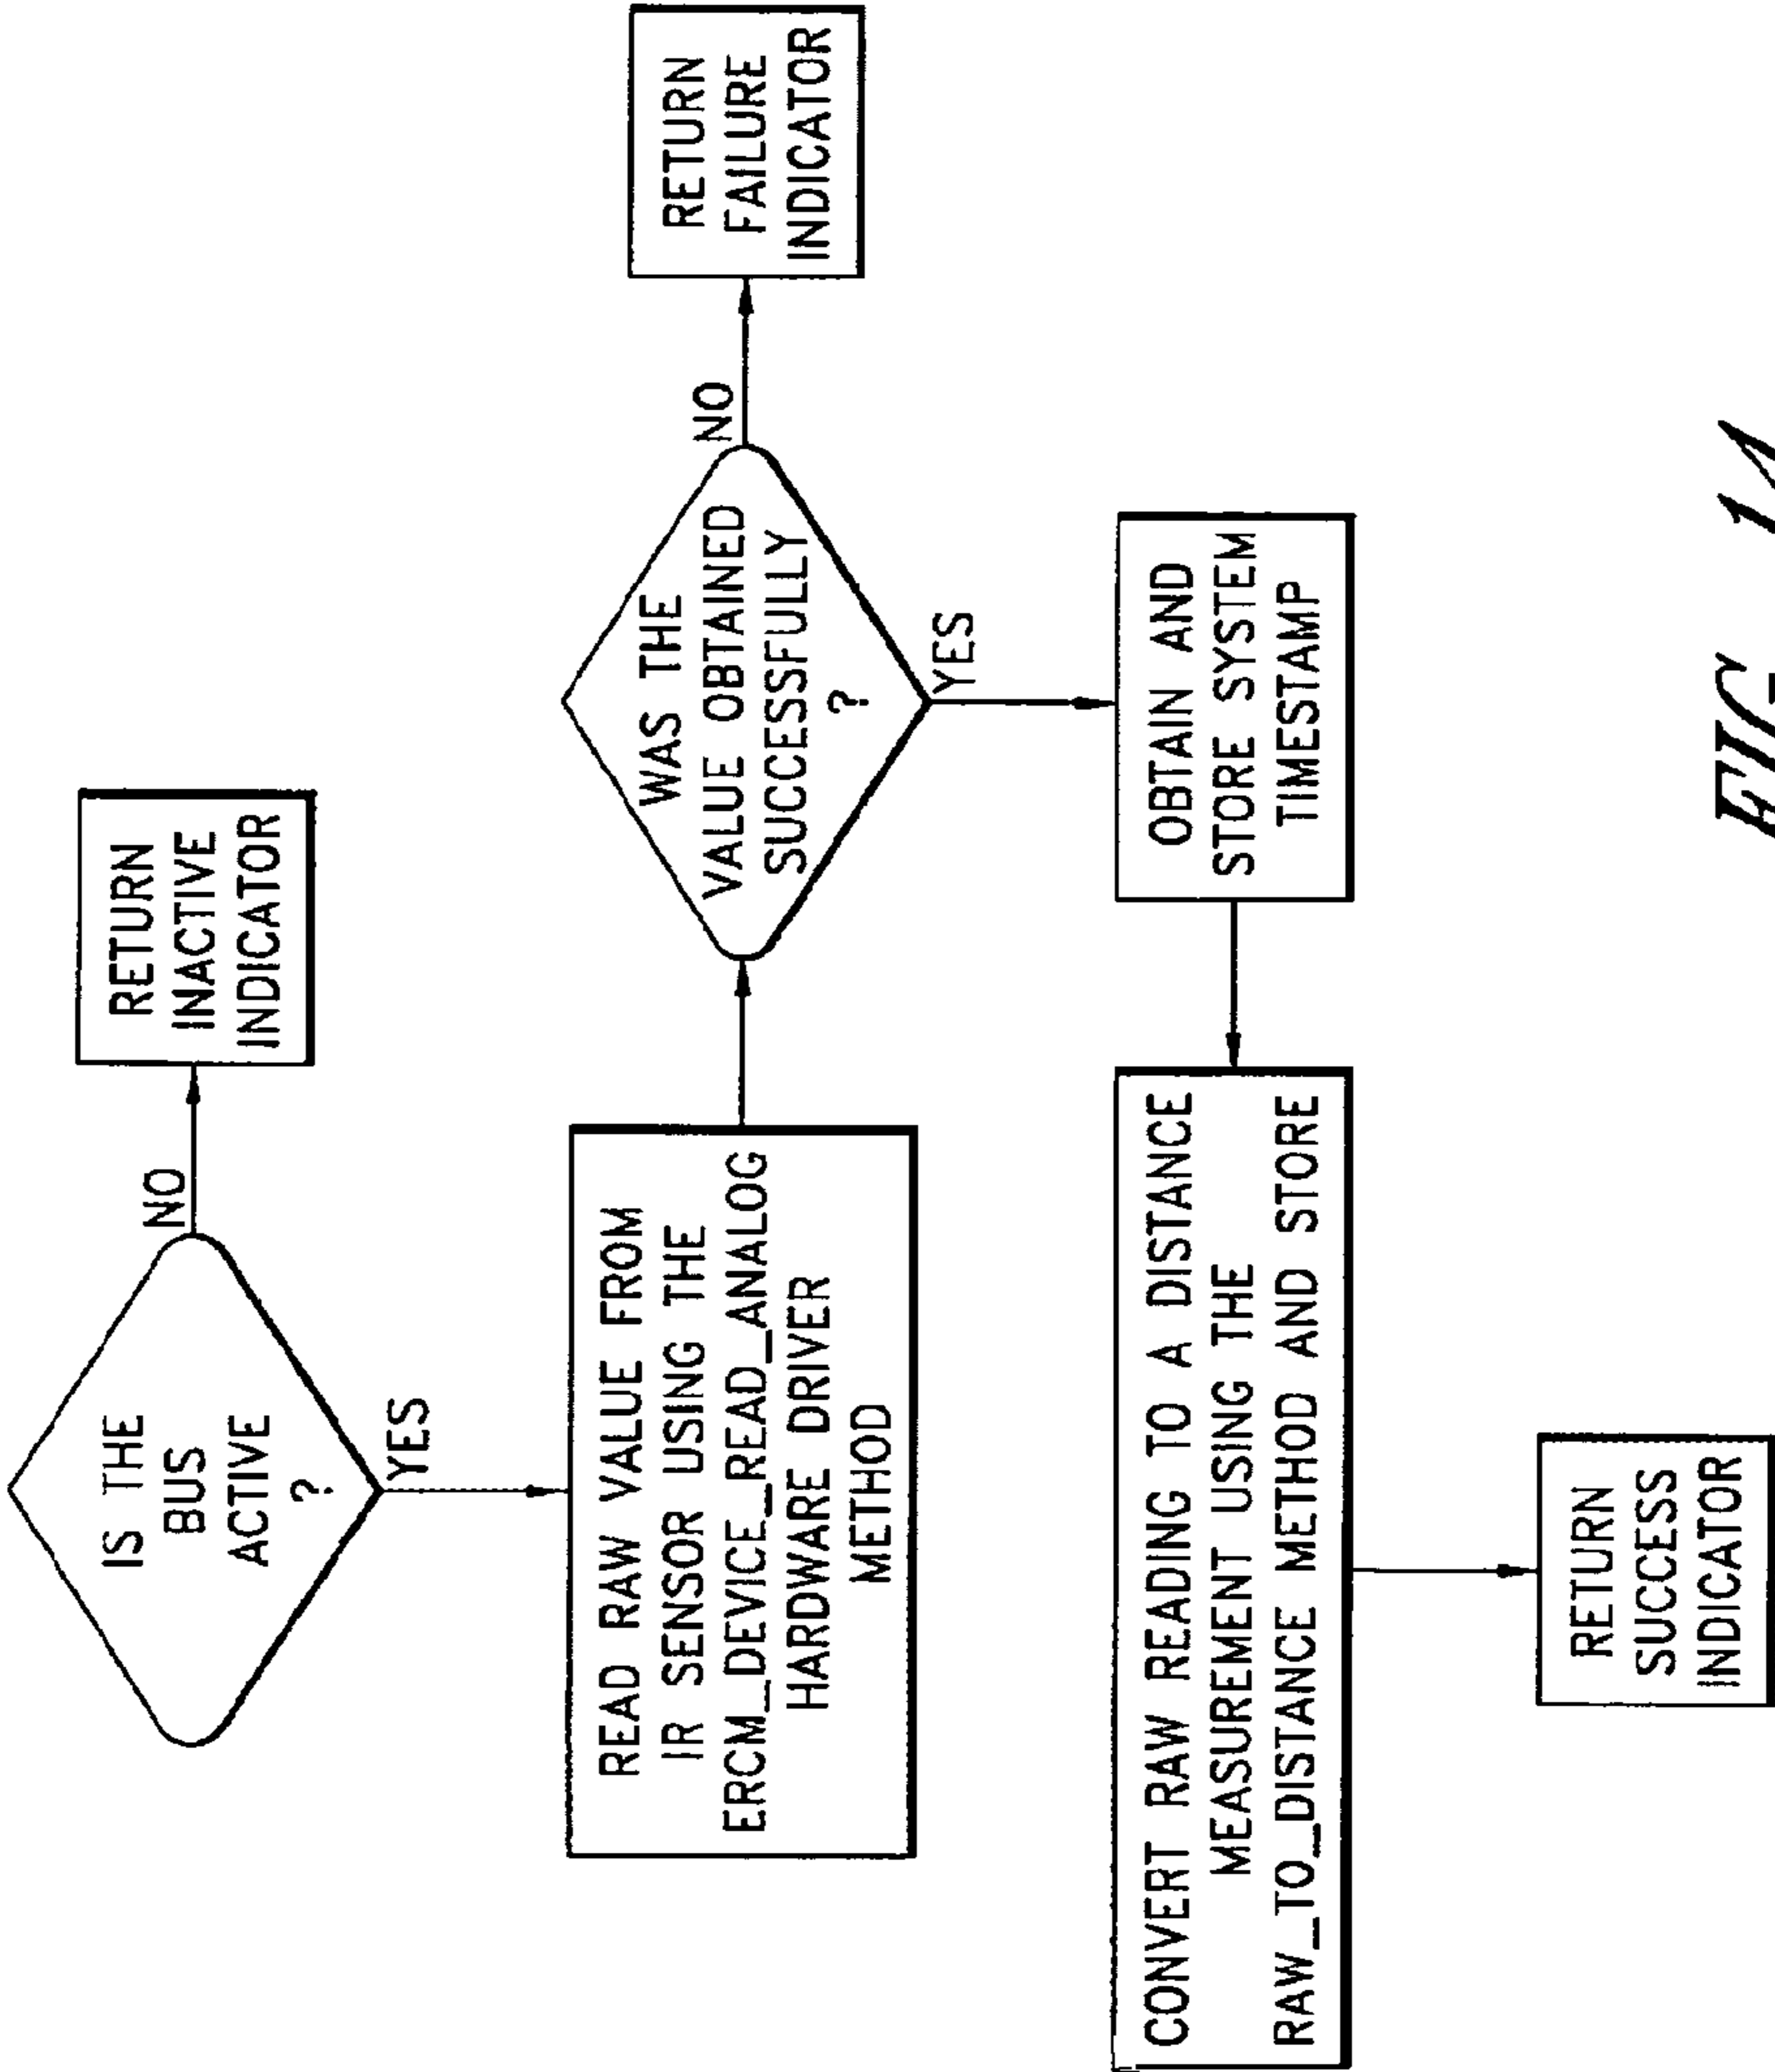 IS THE
BUS
ACTIVE
?
NO
RETURN
INACTIVE
INDICATOR
YES
READ RAW VALUE FROM
IR SENSOR USING THE
ERCM_DEVICE_READ_ANALOG
HARDWARE DRIVER
METHOD
WAS THE
VALUE OBTAINED
SUCCESSFULLY
?
NO
RETURN
FAILURE
INDICATOR
YES
OBTAIN AND
STORE SYSTEM
TIMESTAMP
CONVERT RAW READING TO A DISTANCE
MEASUREMENT USING THE
RAW_TO_DISTANCE METHOD AND STORE
RETURN
SUCCESS
INDICATOR
FIG. 14